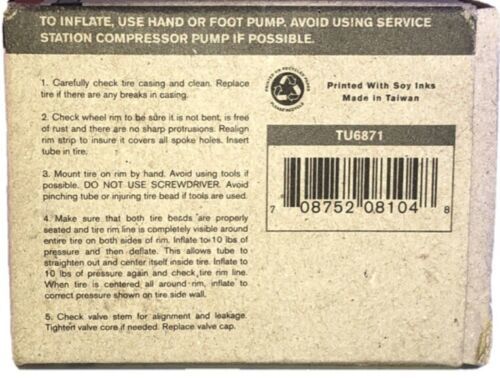 TO INFLATE, USE HAND OR FOOT PUMP. AVOID USING SERVICE
STATION COMPRESSOR PUMP IF POSSIBLE.
1. Carefully check tire casing and clean. Replace
tire if there are any breaks in casing.
2. Check wheel rim to be sure it is not bent, is free
of rust and there are no sharp protrusions. Realign
rim strip to insure it covers all spoke holes. Insert
tube in tire.
3. Mount tire on rim by hand. Avoid using tools if
possible. DO NOT USE SCREWDRIVER. Avoid
pinching tube or injuring tire bead if tools are used.
4. Make sure that both tire beads are properly
seated and tire rim line is completely visible around
entire tire on both sides of rim. Inflate to 10 lbs of
pressure and then deflate. This allows tube to
straighten out and center itself inside tire. Inflate to
10 lbs of pressure again and check tire rim line.
When tire is centered all around rim, inflate to
correct pressure shown on tire side wall.
5. Check valve stem for alignment and leakage.
Tighten valve core if needed. Replace valve cap.
PRINTED ON RECYCLED PAPER
PLEASE RECYCLE
Printed With Soy Inks
Made in Taiwan
TU6871
7 08752 08104 8